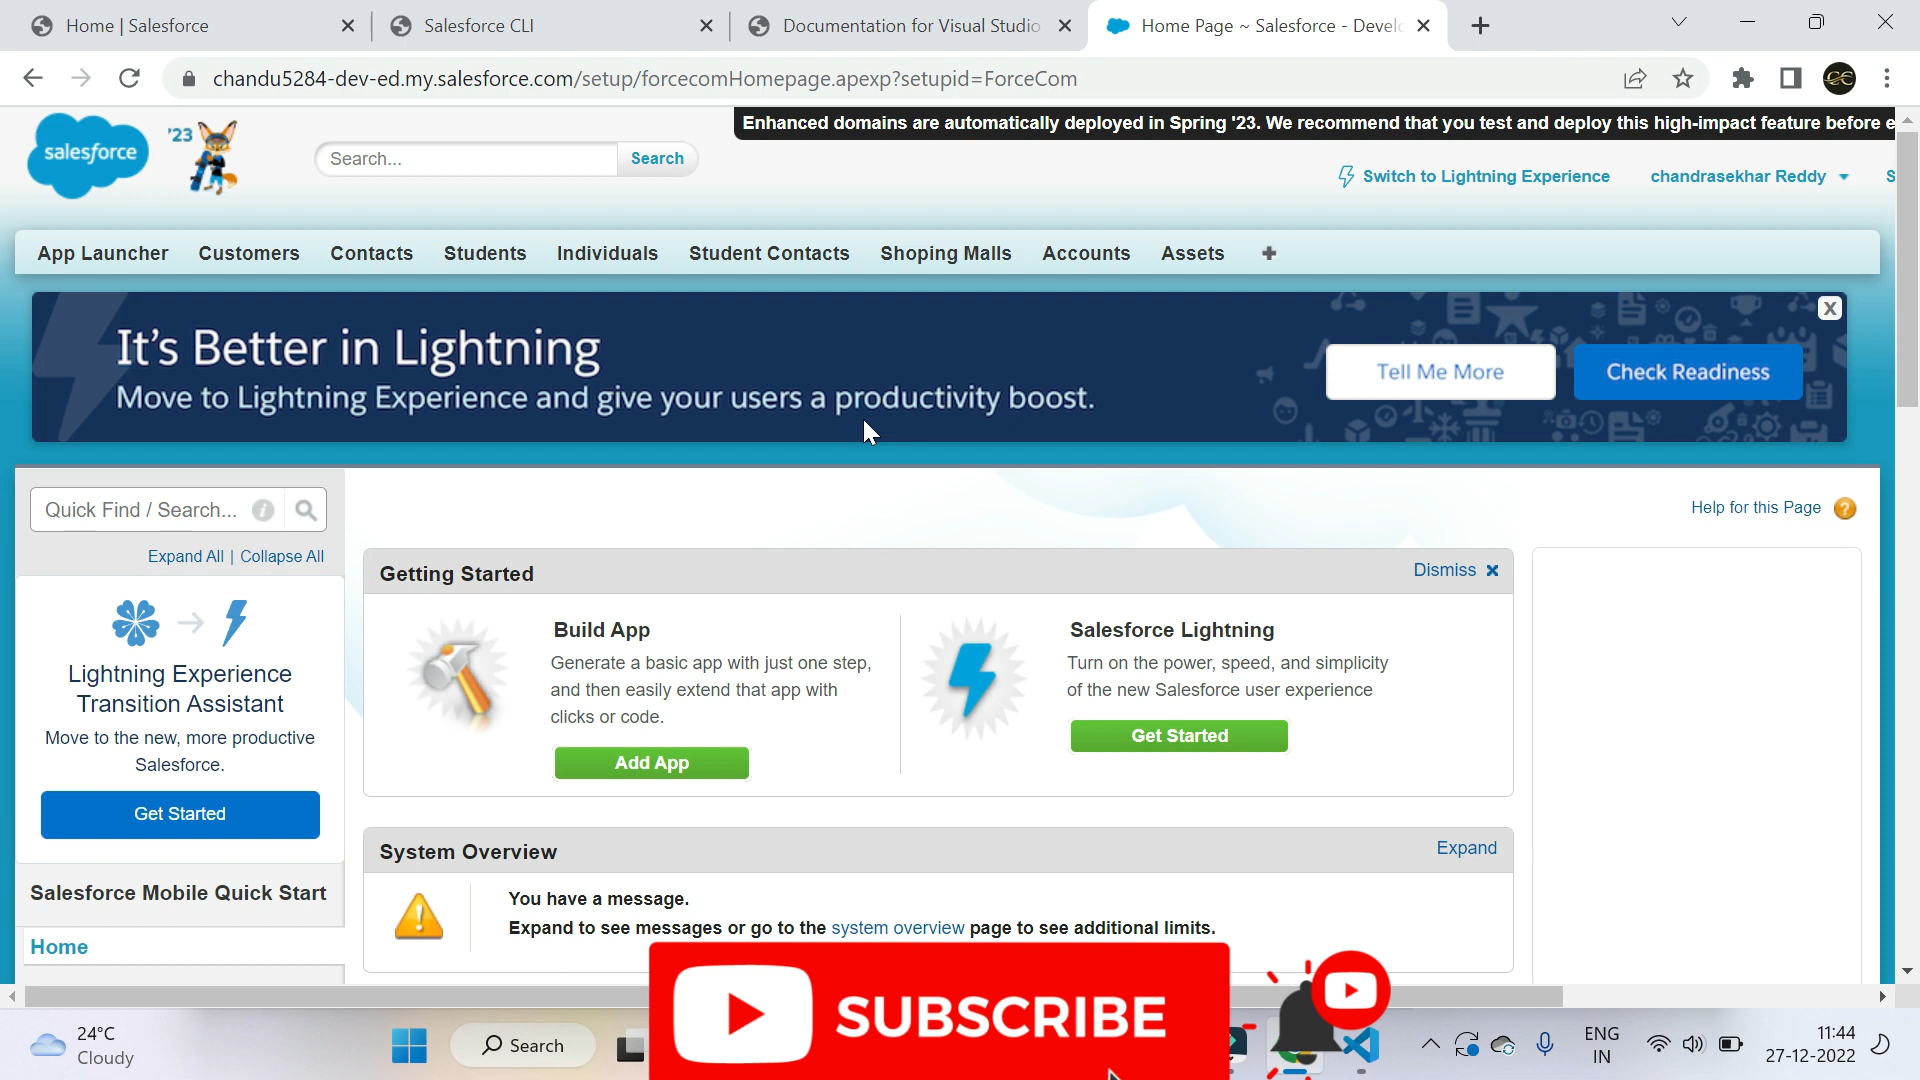 Home | Salesforce
Salesforce CLI
Documentation for Visual Studio
Home Page ~ Salesforce - Develo
chandu5284-dev-ed.my.salesforce.com/setup/forcecomHomepage.apexp?setupid=ForceCom
Enhanced domains are automatically deployed in Spring '23. We recommend that you test and deploy this high-impact feature before e
salesforce
'23
Search...
Search
Switch to Lightning Experience
chandrasekhar Reddy
S
App Launcher
Customers
Contacts
Students
Individuals
Student Contacts
Shoping Malls
Accounts
Assets
It's Better in Lightning
Move to Lightning Experience and give your users a productivity boost.
Tell Me More
Check Readiness
X
Quick Find / Search...
Expand All | Collapse All
Help for this Page
Lightning Experience
Transition Assistant
Move to the new, more productive
Salesforce.
Get Started
Salesforce Mobile Quick Start
Home
Getting Started
Dismiss
Build App
Generate a basic app with just one step,
and then easily extend that app with
clicks or code.
Add App
Salesforce Lightning
Turn on the power, speed, and simplicity
of the new Salesforce user experience
Get Started
System Overview
Expand
You have a message.
Expand to see messages or go to the system overview page to see additional limits.
SUBSCRIBE
24°C
Cloudy
Search
ENG
IN
11:44
27-12-2022